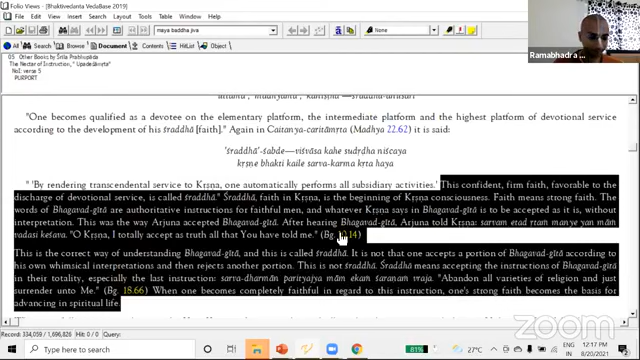 Folio Views - [Bhaktivedanta VedaBase 2019]
File Edit View Search Text Layout Tools Window Help
maya baddha jiva
All Search Browse Document Contents Hit List Object
05 Other Books by Śrīla Prabhupāda
The Nectar of Instruction, " Upadeśāmṛta"
NoI: verse 5
PURPORT
"One becomes qualified as a devotee on the elementary platform, the intermediate platform and the highest platform of devotional service
according to the development of his śraddhā [faith]." Again in Caitanya-caritāmṛta (Madhya 22.62) it is said:
'śraddhā'-śabde—viśvāsa kahe sudṛḍha niścaya
kṛṣṇe bhakti kaile sarva-karma kṛta haya
" 'By rendering transcendental service to Kṛṣṇa, one automatically performs all subsidiary activities.' This confident, firm faith, favorable to the
discharge of devotional service, is called śraddhā." Śraddhā, faith in Kṛṣṇa, is the beginning of Kṛṣṇa consciousness. Faith means strong faith. The
words of Bhagavad-gītā are authoritative instructions for faithful men, and whatever Kṛṣṇa says in Bhagavad-gītā is to be accepted as it is, without
interpretation. This was the way Arjuna accepted Bhagavad-gītā. After hearing Bhagavad-gītā, Arjuna told Kṛṣṇa: sarvam etad ṛtaṁ manye yan māṁ
vadasi keśava. "O Kṛṣṇa, I totally accept as truth all that You have told me." (Bg. 10.14)
This is the correct way of understanding Bhagavad-gītā, and this is called śraddhā. It is not that one accepts a portion of Bhagavad-gītā according to
his own whimsical interpretations and then rejects another portion. This is not śraddhā. Śraddhā means accepting the instructions of Bhagavad-gītā
in their totality, especially the last instruction: sarva-dharmān parityajya mām ekaṁ śaraṇaṁ vraja. "Abandon all varieties of religion and just
surrender unto Me." (Bg. 18.66) When one becomes completely faithful in regard to this instruction, one's strong faith becomes the basis for
advancing in spiritual life.
Record: 334,059 / 1,696,826 Hit: 0/0 Query:
Type here to search
81%
27°C
ENG
12:17 PM
8/20/2021
Ramabhadra
zoom